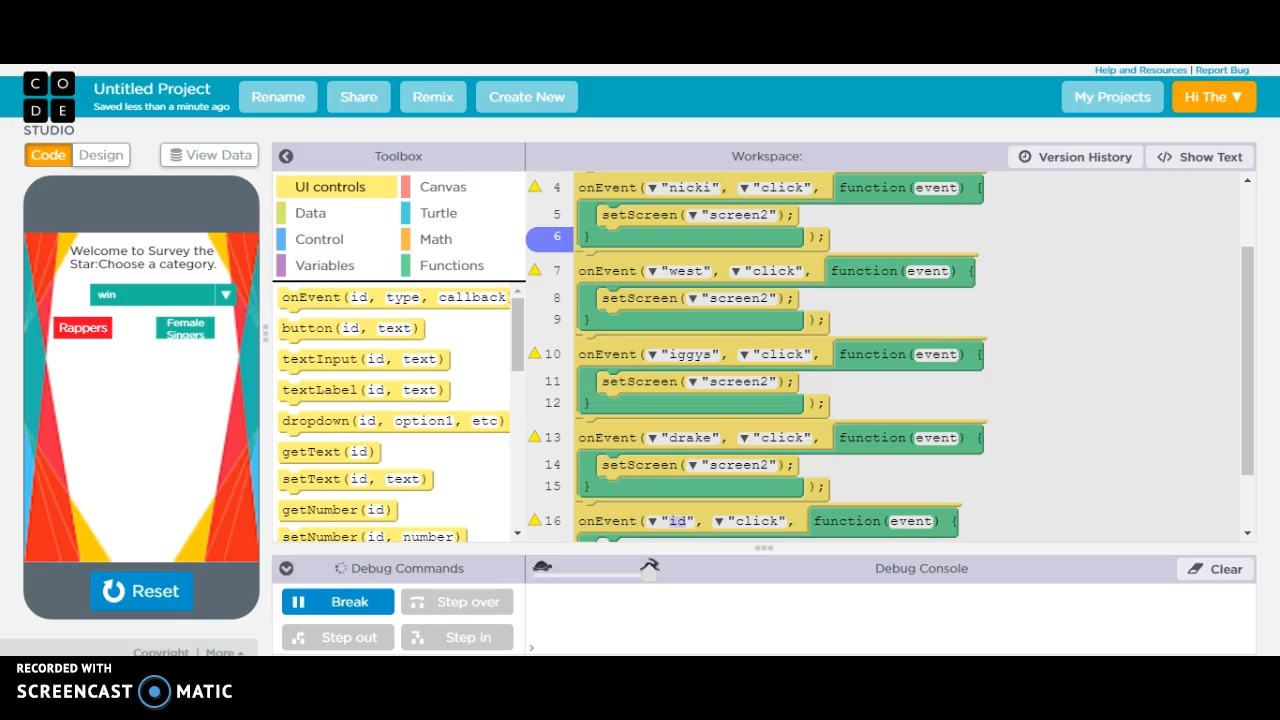 Help and Resources | Report Bug
C O
D E
STUDIO
Untitled Project
Saved less than a minute ago
Rename
Share
Remix
Create New
My Projects
Hi The ▼
Code
Design
View Data
Toolbox
Workspace:
Version History
</> Show Text
Welcome to Survey the
Star:Choose a category.
win
Rappers
Female
Singers
Reset
Copyright | More
UI controls
Canvas
Data
Turtle
Control
Math
Variables
Functions
onEvent(id, type, callback
button(id, text)
textInput(id, text)
textLabel(id, text)
dropdown(id, option1, etc)
getText(id)
setText(id, text)
getNumber(id)
setNumber(id, number)
4 onEvent(▼"nicki", ▼"click", function(event) {
5 setScreen(▼"screen2");
6 } );
7 onEvent(▼"west", ▼"click", function(event) {
8 setScreen(▼"screen2");
9 } );
10 onEvent(▼"iggys", ▼"click", function(event) {
11 setScreen(▼"screen2");
12 } );
13 onEvent(▼"drake", ▼"click", function(event) {
14 setScreen(▼"screen2");
15 } );
16 onEvent(▼"id", ▼"click", function(event) {
Debug Commands
Debug Console
Clear
Break
Step over
Step out
Step in
>
RECORDED WITH
SCREENCAST MATIC